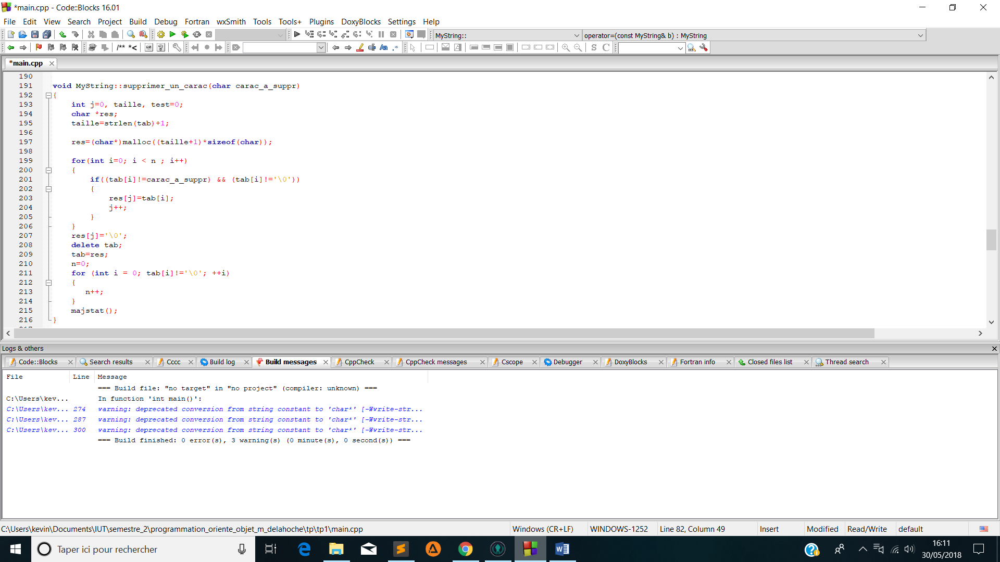 *main.cpp - Code::Blocks 16.01
File Edit View Search Project Build Debug Fortran wxSmith Tools Tools+ Plugins DoxyBlocks Settings Help
MyString:: operator=(const MyString& b) : MyString
/** *< Aa .* S C
*main.cpp
190
191 void MyString::supprimer_un_carac(char carac_a_suppr)
192 {
193 int j=0, taille, test=0;
194 char *res;
195 taille=strlen(tab)+1;
196
197 res=(char*)malloc((taille+1)*sizeof(char));
198
199 for(int i=0; i < n ; i++)
200 {
201 if((tab[i]!=carac_a_suppr) && (tab[i]!='\0'))
202 {
203 res[j]=tab[i];
204 j++;
205 }
206 }
207 res[j]='\0';
208 delete tab;
209 tab=res;
210 n=0;
211 for (int i = 0; tab[i]!='\0'; ++i)
212 {
213 n++;
214 }
215 majstat();
216 }
Logs & others
Code::Blocks Search results Cccc Build log Build messages CppCheck CppCheck messages Cscope Debugger DoxyBlocks Fortran info Closed files list Thread search
File Line Message
=== Build file: "no target" in "no project" (compiler: unknown) ===
C:\Users\kev... In function 'int main()':
C:\Users\kev... 274 warning: deprecated conversion from string constant to 'char*' [-Wwrite-str...
C:\Users\kev... 287 warning: deprecated conversion from string constant to 'char*' [-Wwrite-str...
C:\Users\kev... 300 warning: deprecated conversion from string constant to 'char*' [-Wwrite-str...
=== Build finished: 0 error(s), 3 warning(s) (0 minute(s), 0 second(s)) ===
C:\Users\kevin\Documents\IUT\semestre_2\programmation_oriente_objet_m_delahoche\tp\tp1\main.cpp Windows (CR+LF) WINDOWS-1252 Line 82, Column 49 Insert Modified Read/Write default
Taper ici pour rechercher
16:11
30/05/2018